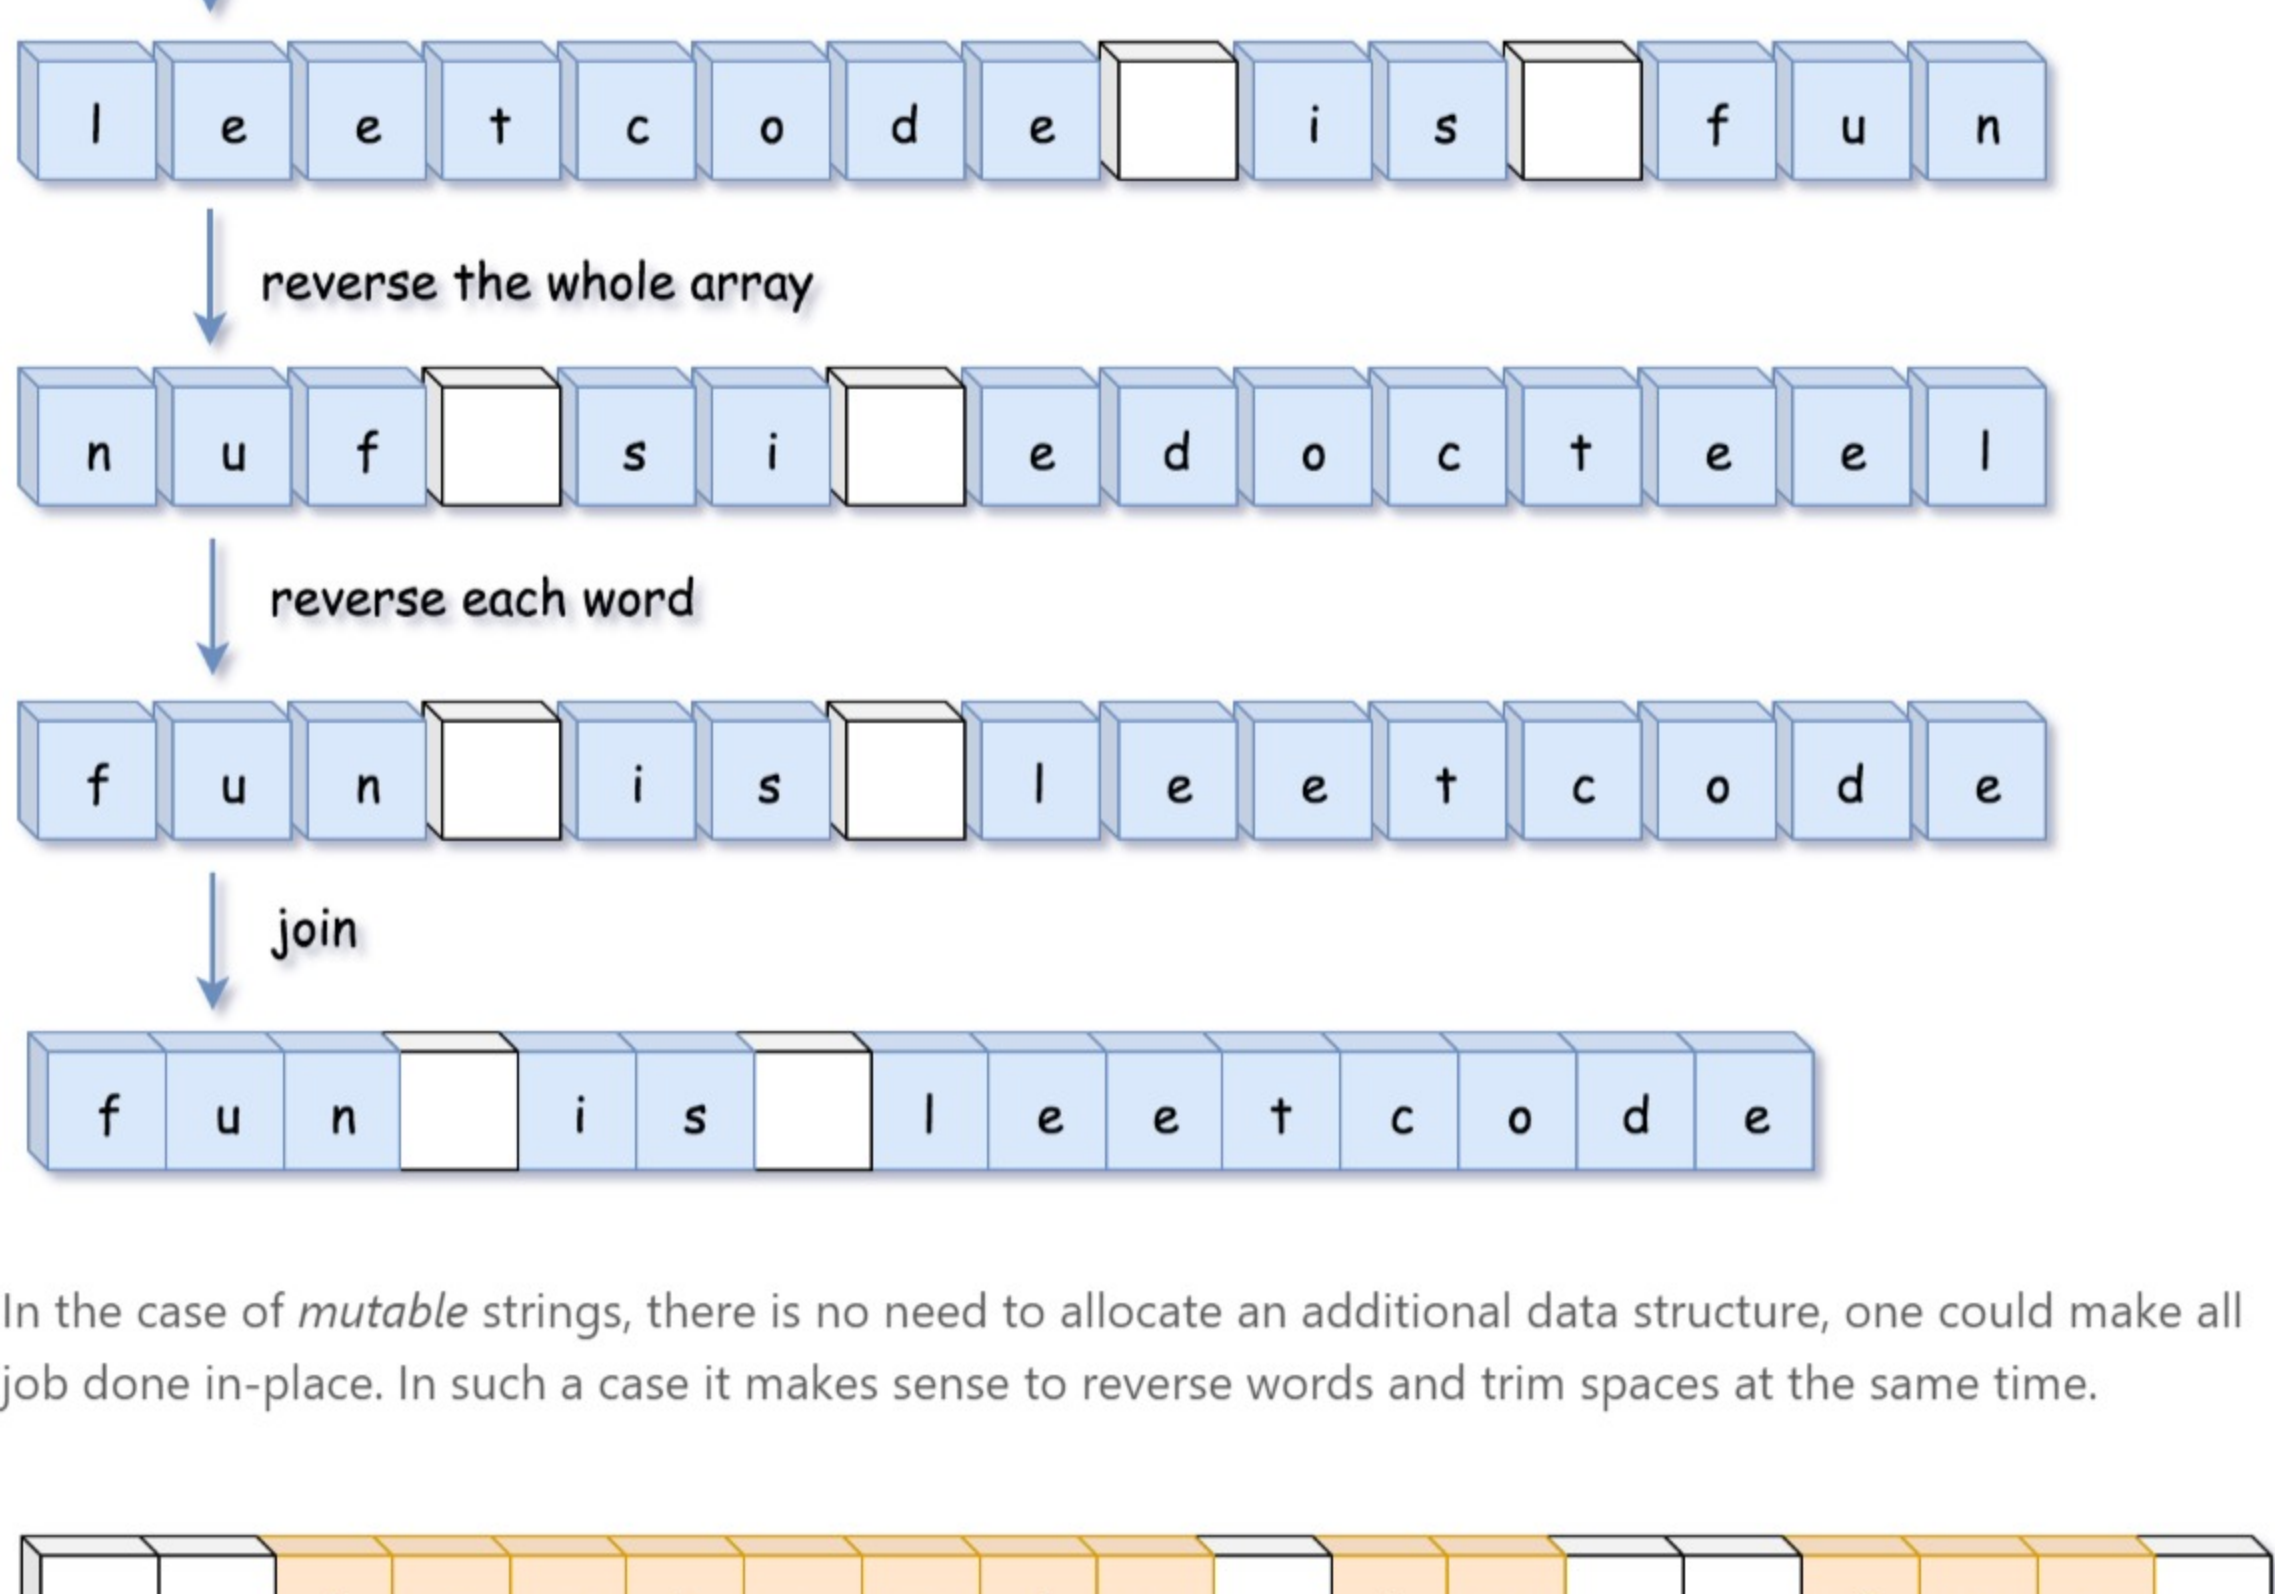 l e e t c o d e i s f u n
reverse the whole array
n u f s i e d o c t e e l
reverse each word
f u n i s l e e t c o d e
join
f u n i s l e e t c o d e
In the case of mutable strings, there is no need to allocate an additional data structure, one could make all
job done in-place. In such a case it makes sense to reverse words and trim spaces at the same time.